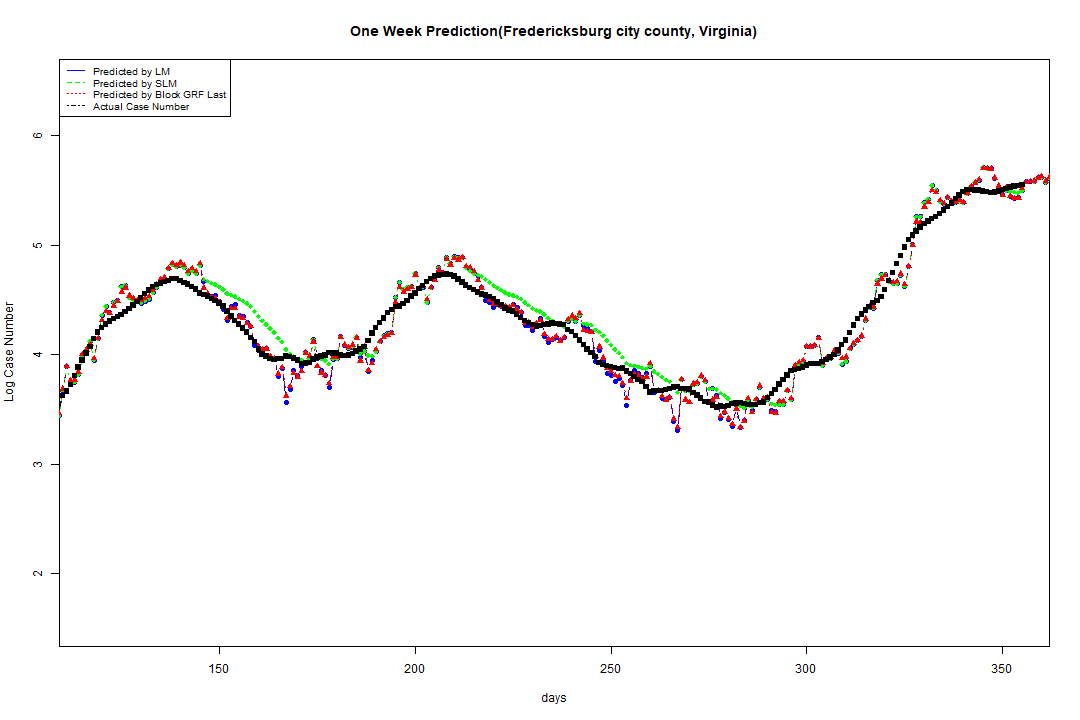 One Week Prediction(Fredericksburg city county, Virginia)
Predicted by LM
Predicted by SLM
Predicted by Block GRF Last
Actual Case Number
6
5
4
3
2
Log Case Number
150
200
250
300
350
days